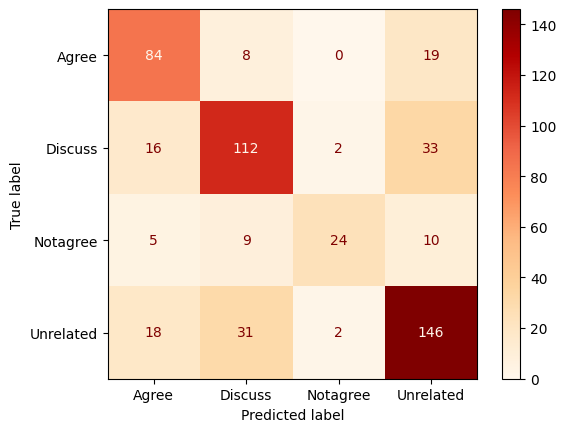 Agree 84 8 0 19
Discuss 16 112 2 33
Notagree 5 9 24 10
Unrelated 18 31 2 146
Agree Discuss Notagree Unrelated
Predicted label
True label
140
120
100
80
60
40
20
0